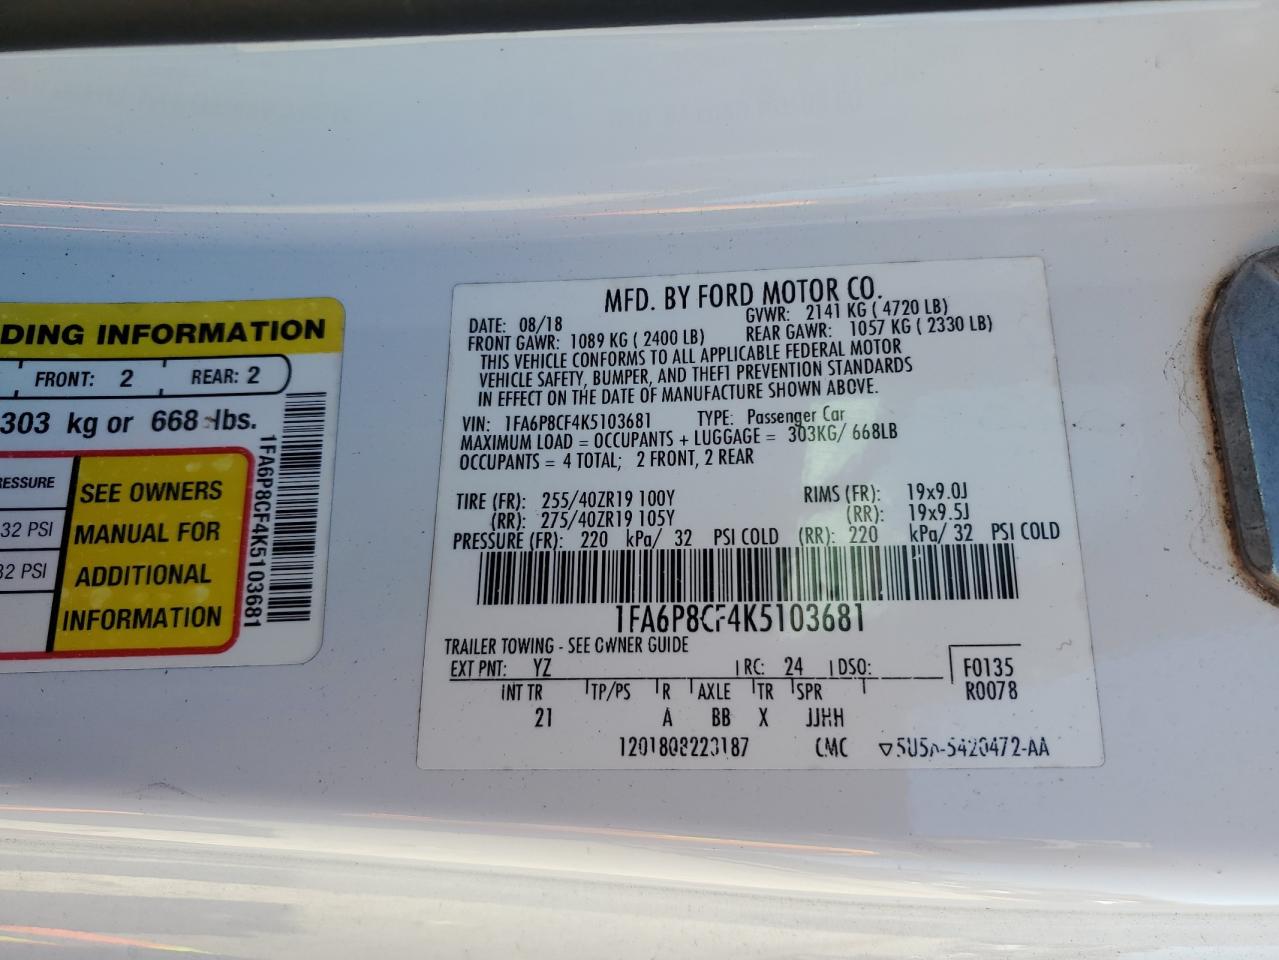 DING INFORMATION
FRONT: 2 REAR: 2
303 kg or 668 lbs.
RESSURE
32 PSI
32 PSI
SEE OWNERS
MANUAL FOR
ADDITIONAL
INFORMATION
1FA6P8CF4K5103681
MFD. BY FORD MOTOR CO.
DATE: 08/18 GVWR: 2141 KG ( 4720 LB)
FRONT GAWR: 1089 KG ( 2400 LB) REAR GAWR: 1057 KG ( 2330 LB)
THIS VEHICLE CONFORMS TO ALL APPLICABLE FEDERAL MOTOR
VEHICLE SAFETY, BUMPER, AND THEFT PREVENTION STANDARDS
IN EFFECT ON THE DATE OF MANUFACTURE SHOWN ABOVE.
VIN: 1FA6P8CF4K5103681 TYPE: Passenger Car
MAXIMUM LOAD = OCCUPANTS + LUGGAGE = 303KG/ 668LB
OCCUPANTS = 4 TOTAL; 2 FRONT, 2 REAR
TIRE (FR): 255/40ZR19 100Y RIMS (FR): 19x9.0J
(RR): 275/40ZR19 105Y (RR): 19x9.5J
PRESSURE (FR): 220 kPa/ 32 PSI COLD (RR): 220 kPa/ 32 PSI COLD
1FA6P8CF4K5103681
TRAILER TOWING - SEE OWNER GUIDE
EXT PNT: YZ RC: 24 DSO: F0135
R0078
INT TR TP/PS R AXLE TR SPR
21 A BB X JJHH
1201808223187 CMC